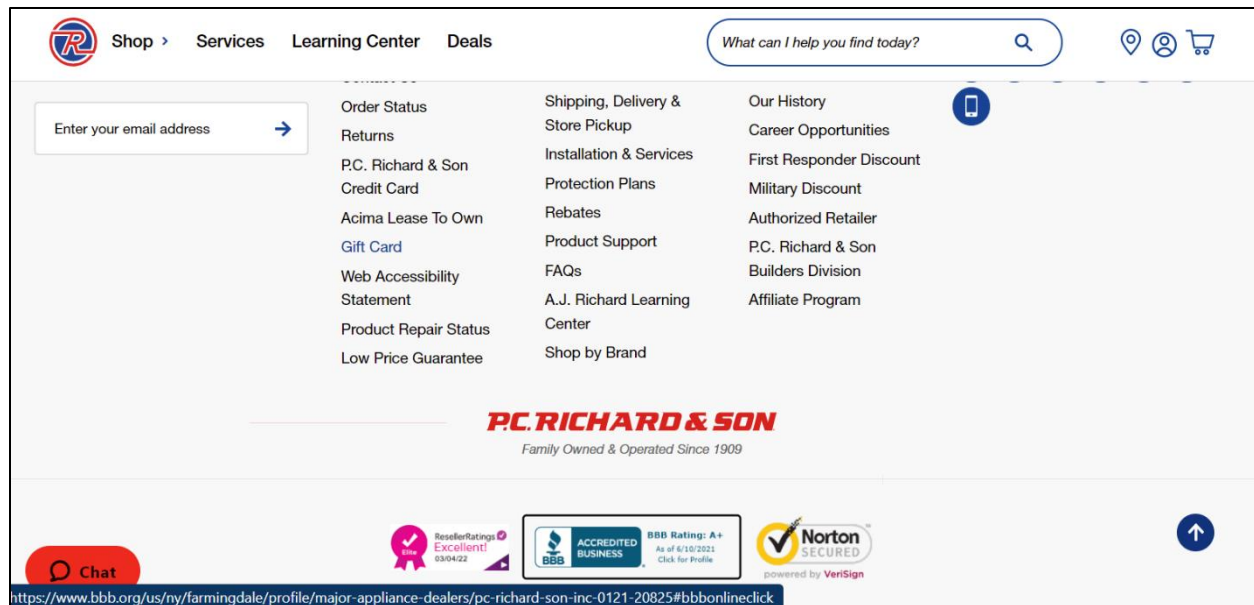 R Shop > Services Learning Center Deals What can I help you find today?
Enter your email address
Order Status
Returns
P.C. Richard & Son
Credit Card
Acima Lease To Own
Gift Card
Web Accessibility
Statement
Product Repair Status
Low Price Guarantee
Shipping, Delivery &
Store Pickup
Installation & Services
Protection Plans
Rebates
Product Support
FAQs
A.J. Richard Learning
Center
Shop by Brand
Our History
Career Opportunities
First Responder Discount
Military Discount
Authorized Retailer
P.C. Richard & Son
Builders Division
Affiliate Program
P.C. RICHARD & SON
Family Owned & Operated Since 1909
Elite
ResellerRatings
Excellent!
03/04/22
BBB
ACCREDITED
BUSINESS
BBB Rating: A+
As of 6/10/2021
Click for Profile
Norton
SECURED
powered by VeriSign
Chat
https://www.bbb.org/us/ny/farmingdale/profile/major-appliance-dealers/pc-richard-son-inc-0121-20825#bbbonlineclick